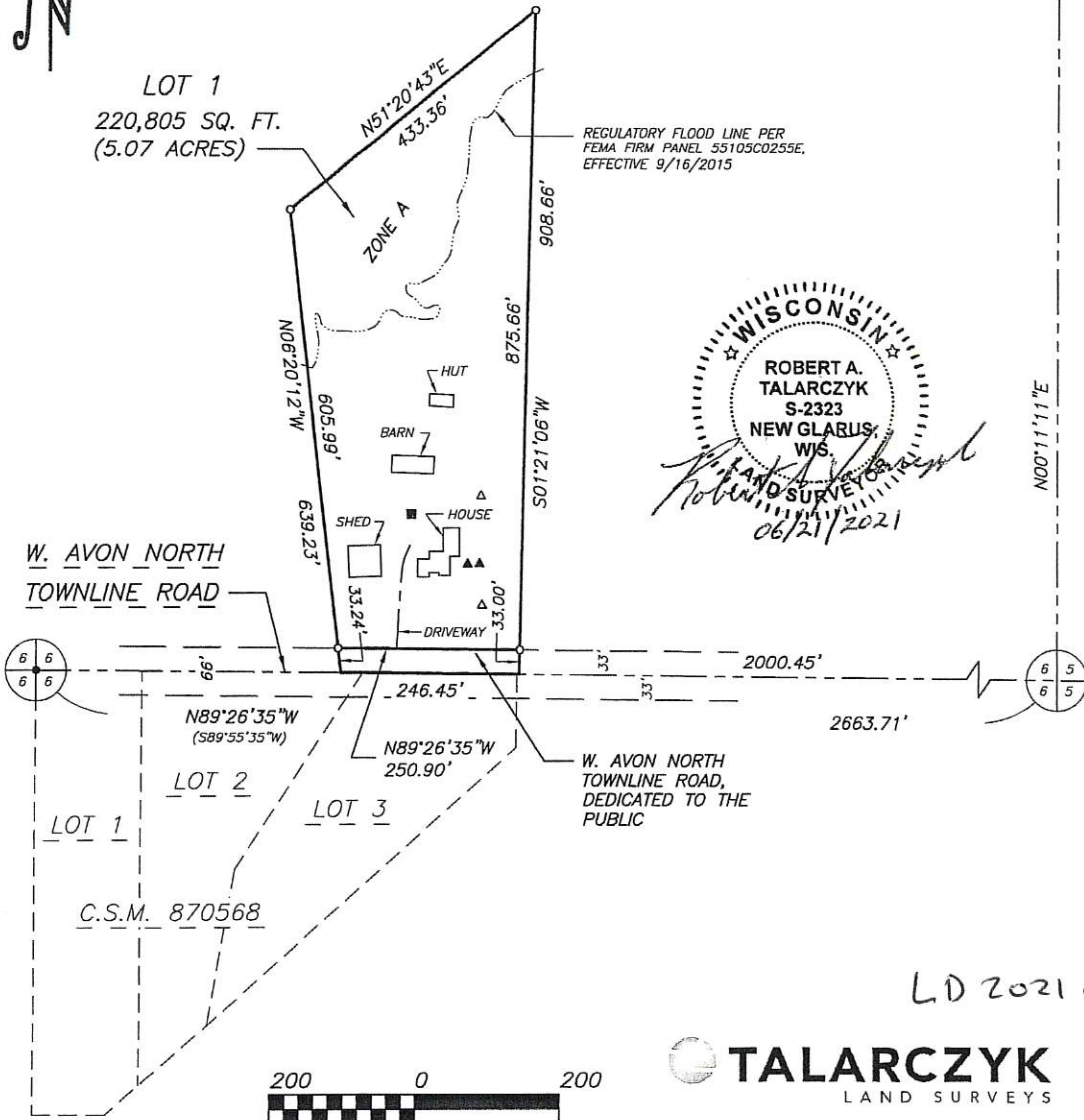 N
LOT 1
220,805 SQ. FT.
(5.07 ACRES)
N51°20'43"E
433.36'
REGULATORY FLOOD LINE PER
FEMA FIRM PANEL 55105C0255E,
EFFECTIVE 9/16/2015
ZONE A
908.66'
875.66'
S01°21'06"W
N06°20'12"W
605.99'
639.23'
HUT
BARN
SHED
HOUSE
DRIVEWAY
33.24'
33.00'
WISCONSIN
ROBERT A.
TALARCZYK
S-2323
NEW GLARUS,
WIS.
LAND SURVEYOR
Robert A Talarczyk
06/21/2021
N00°11'11"E
W. AVON NORTH
TOWNLINE ROAD
6 6
6 6
66'
33'
33'
2000.45'
6 5
6 5
246.45'
2663.71'
N89°26'35"W
(S89°55'35"W)
N89°26'35"W
250.90'
W. AVON NORTH
TOWNLINE ROAD,
DEDICATED TO THE
PUBLIC
LOT 2
LOT 3
LOT 1
C.S.M. 870568
LD 2021
TALARCZYK
LAND SURVEYS
200 0 200